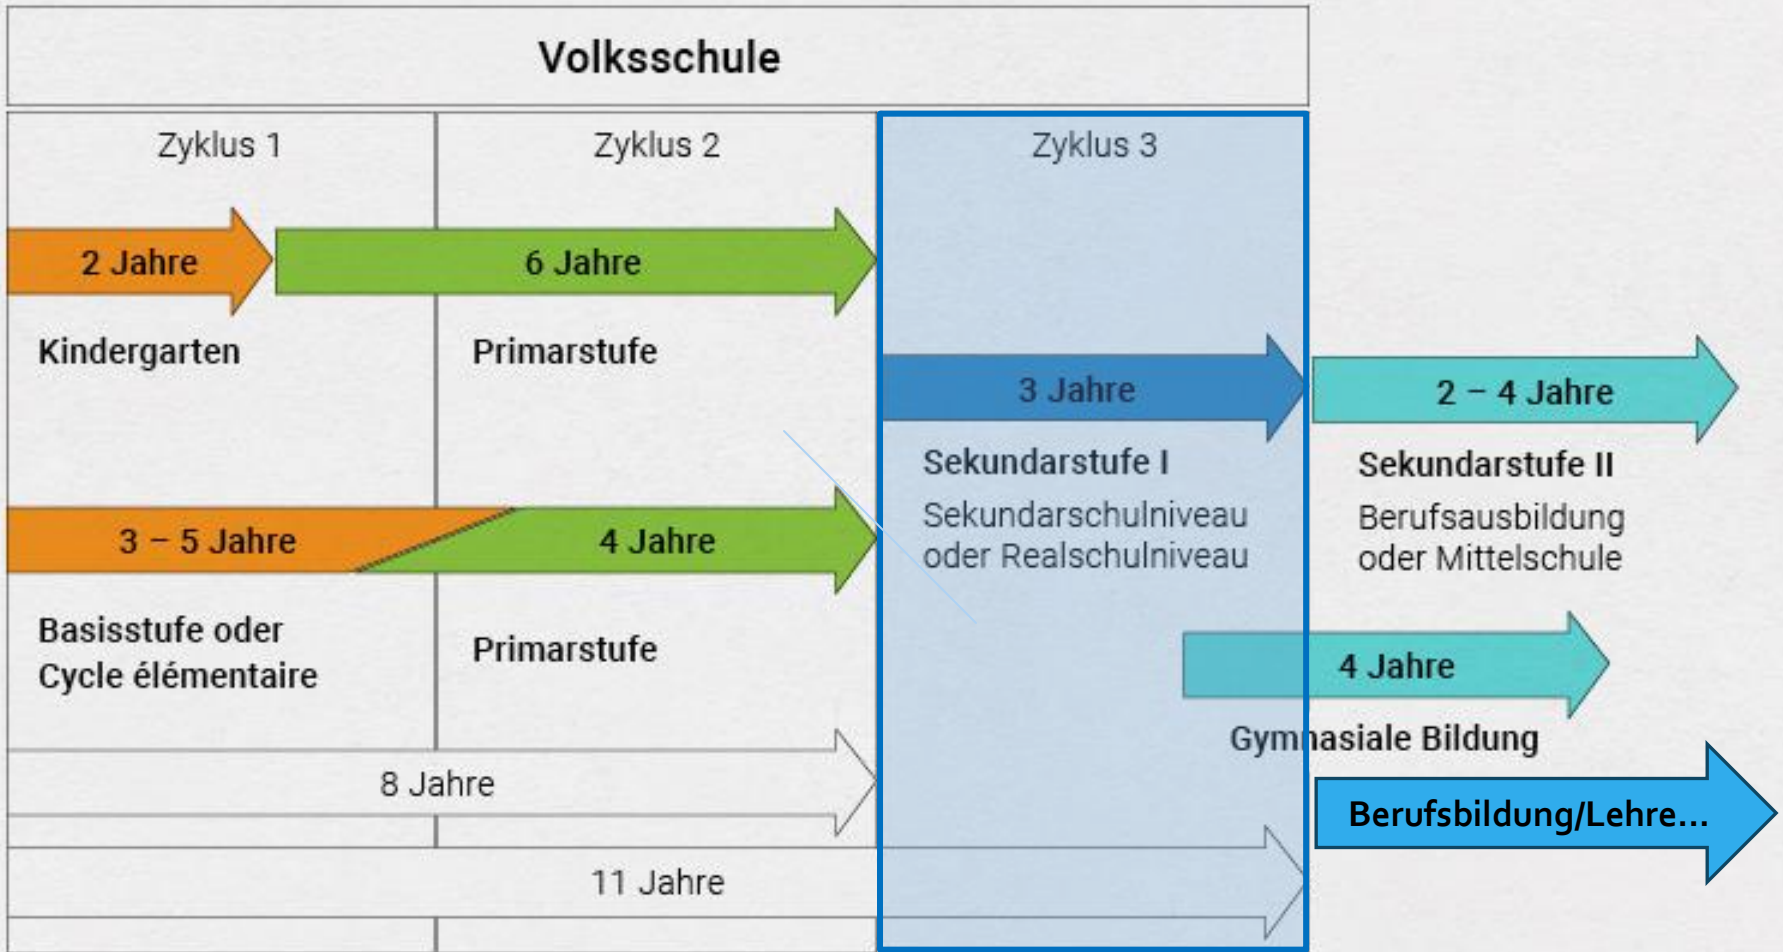 Volksschule
Zyklus 1
Zyklus 2
Zyklus 3
2 Jahre
6 Jahre
Kindergarten
Primarstufe
3 Jahre
2 – 4 Jahre
Sekundarstufe I
Sekundarschulniveau
oder Realschulniveau
Sekundarstufe II
Berufsausbildung
oder Mittelschule
3 – 5 Jahre
4 Jahre
Basisstufe oder
Cycle élémentaire
Primarstufe
4 Jahre
Gymnasiale Bildung
8 Jahre
Berufsbildung/Lehre...
11 Jahre